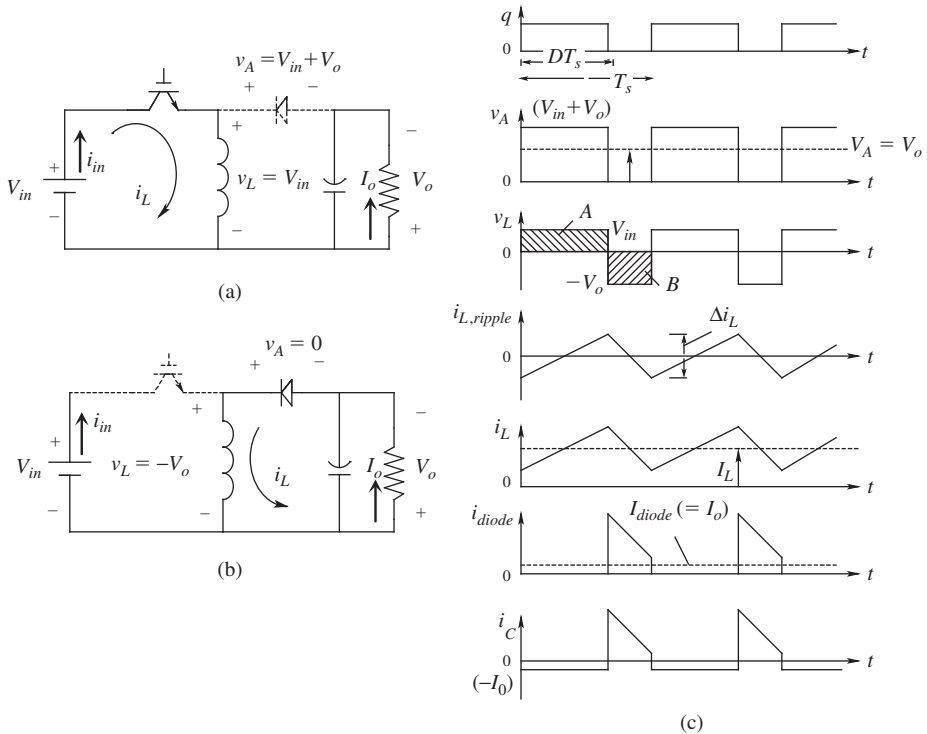 v_A = V_in + V_o
+ −
+ −
i_in
+
V_in
−
i_L
+
v_L = V_in
−
I_o
V_o
+
(a)
v_A = 0
+ −
+ −
i_in
+
V_in
−
v_L = −V_o
−
i_L
I_o
V_o
+
(b)
q
0
t
DT_s
T_s
v_A
(V_in + V_o)
V_A = V_o
0
t
v_L
A
V_in
0
t
−V_o
B
i_L,ripple
Δi_L
0
t
i_L
I_L
0
t
i_diode
I_diode (= I_o)
0
t
i_C
0
t
(−I_0)
(c)